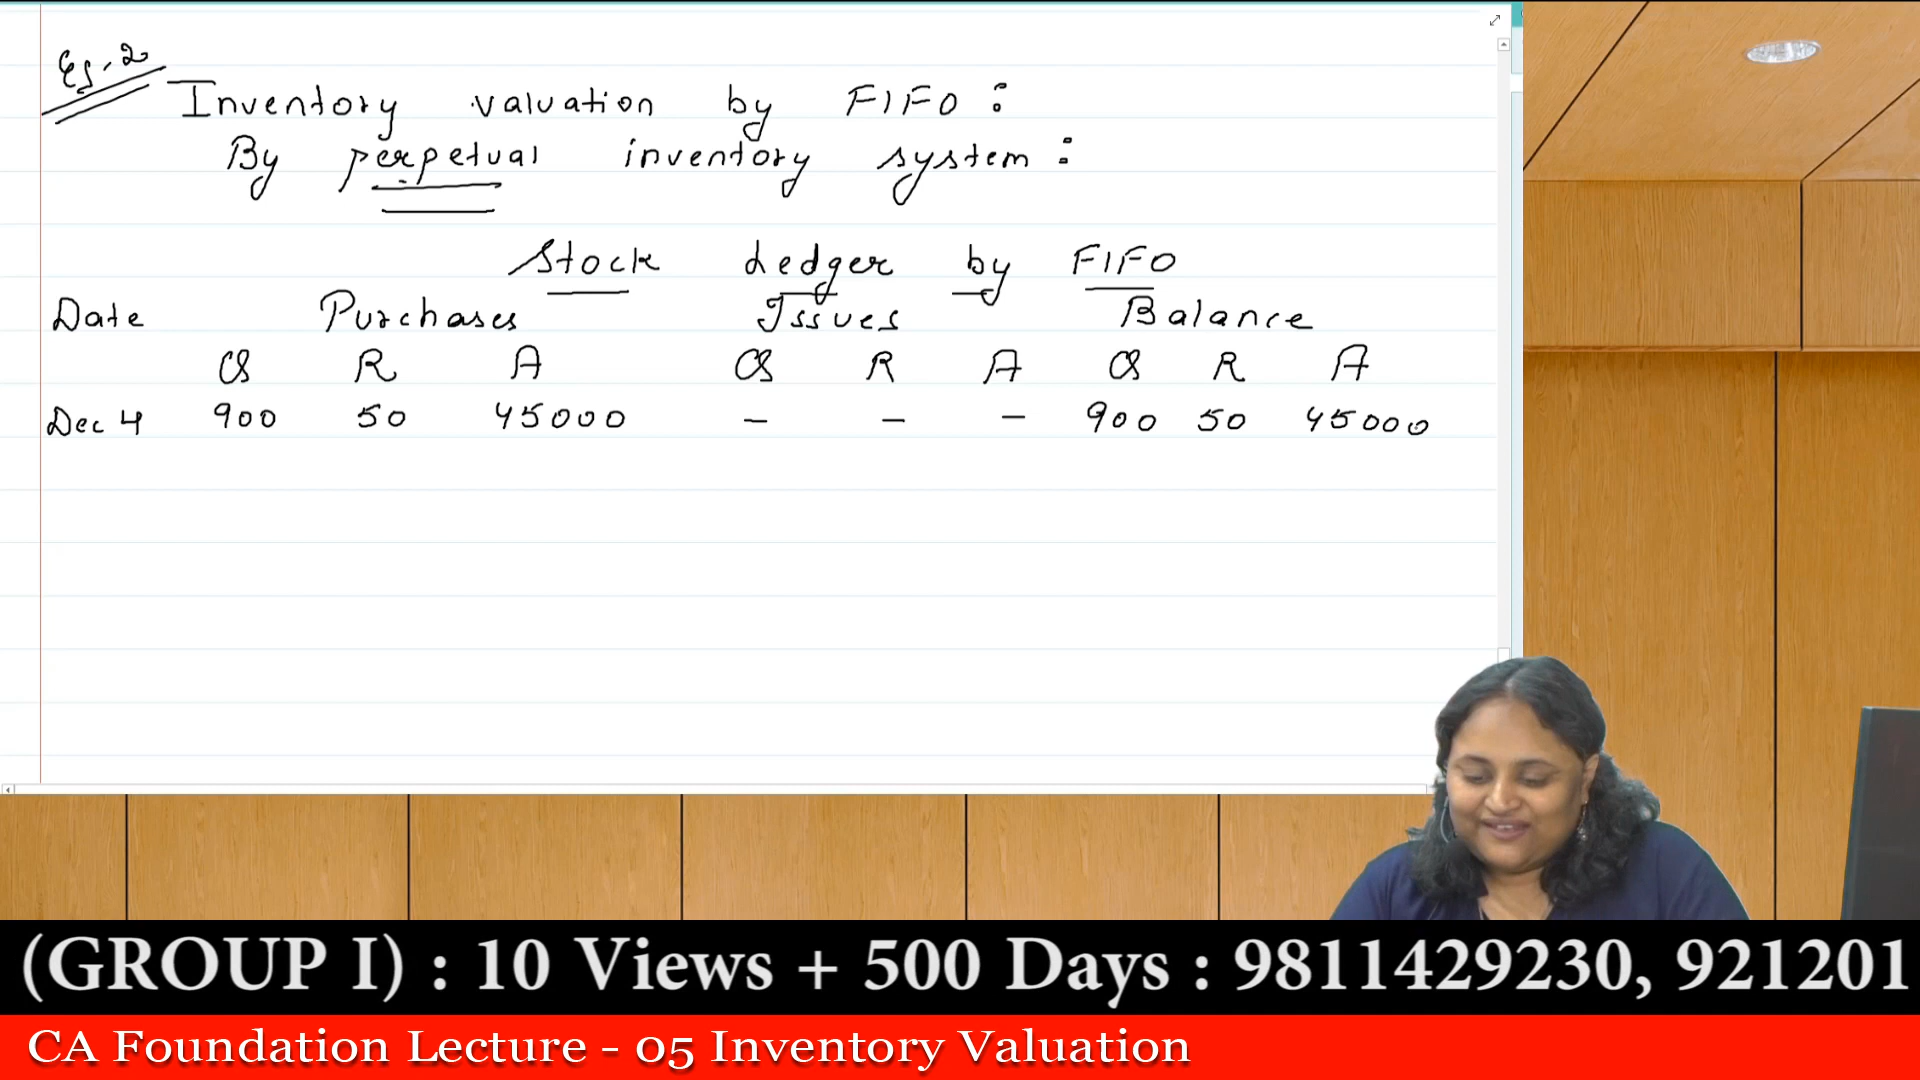 Eg. 2
Inventory valuation by FIFO :
By perpetual inventory system :
Stock Ledger by FIFO
Date Purchases Issues Balance
Q R A Q R A Q R A
Dec 4 900 50 45000 - - - 900 50 45000
(GROUP I) : 10 Views + 500 Days : 9811429230, 921201
CA Foundation Lecture - 05 Inventory Valuation